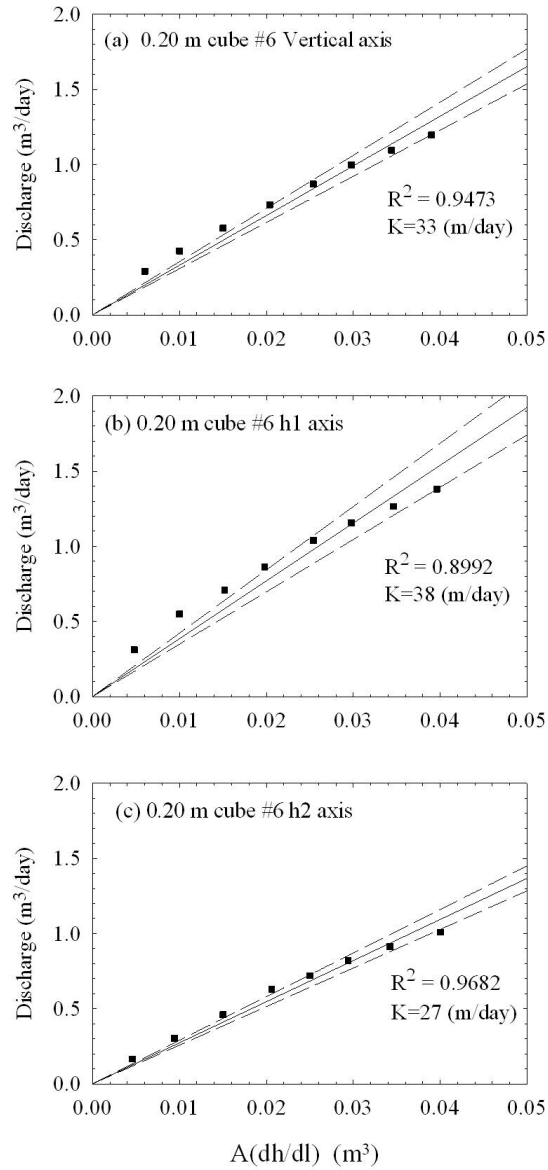 2.0
(a) 0.20 m cube #6 Vertical axis
1.5
1.0
0.5
0.0
Discharge (m³/day)
R² = 0.9473
K=33 (m/day)
0.00 0.01 0.02 0.03 0.04 0.05
2.0
(b) 0.20 m cube #6 h1 axis
1.5
1.0
0.5
0.0
Discharge (m³/day)
R² = 0.8992
K=38 (m/day)
0.00 0.01 0.02 0.03 0.04 0.05
2.0
(c) 0.20 m cube #6 h2 axis
1.5
1.0
0.5
0.0
Discharge (m³/day)
R² = 0.9682
K=27 (m/day)
0.00 0.01 0.02 0.03 0.04 0.05
A(dh/dl) (m³)